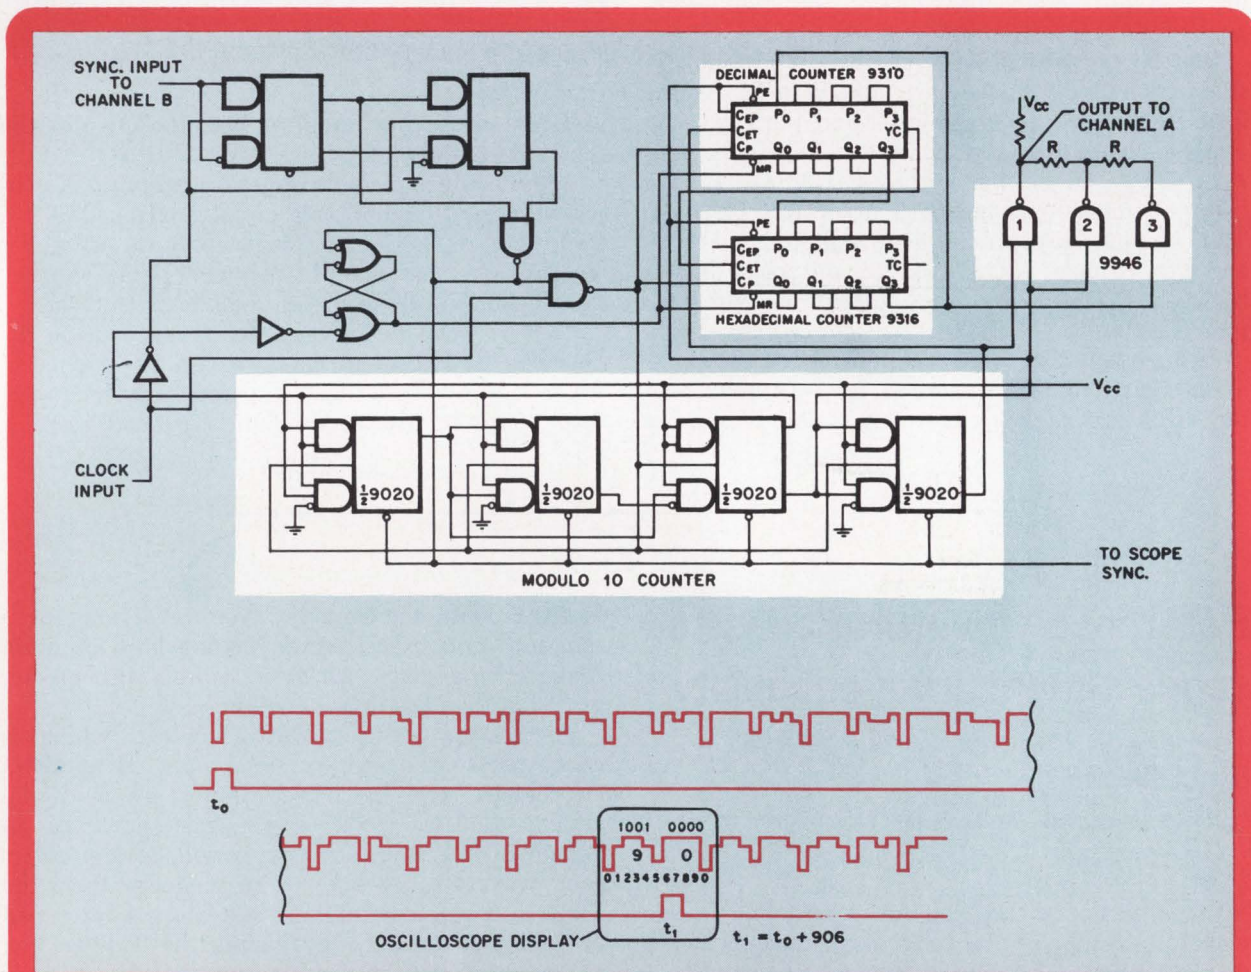 SYNC. INPUT
TO
CHANNEL B
DECIMAL COUNTER 9310
PE
CEP P0 P1 P2 P3
CET YC
CP Q0 Q1 Q2 Q3
MR
VCC
OUTPUT TO
CHANNEL A
R R
1 2 3
9946
PE
CEP P0 P1 P2 P3
CET TC
CP Q0 Q1 Q2 Q3
MR
HEXADECIMAL COUNTER 9316
VCC
CLOCK
INPUT
1/2 9020 1/2 9020 1/2 9020 1/2 9020
MODULO 10 COUNTER
TO SCOPE
SYNC.
t0
1001 0000
9 0
01234567890
t1
OSCILLOSCOPE DISPLAY
t1 = t0 + 906